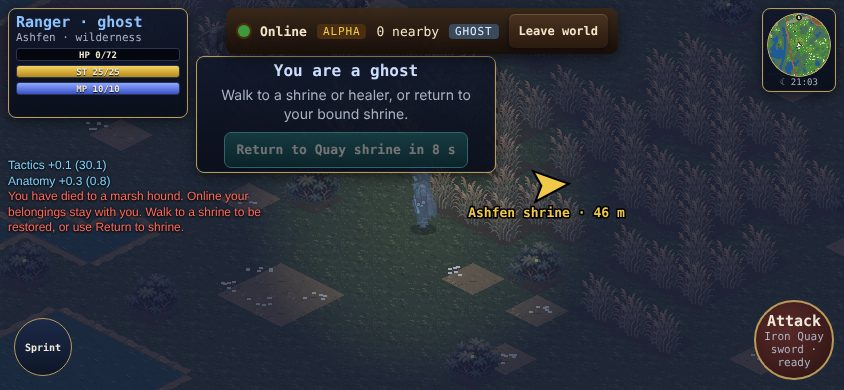 Ranger · ghost
Ashfen · wilderness
HP 0/72
ST 25/25
MP 10/10
Online ALPHA 0 nearby GHOST Leave world
21:03
You are a ghost
Walk to a shrine or healer, or return to
your bound shrine.
Return to Quay shrine in 8 s
Tactics +0.1 (30.1)
Anatomy +0.3 (0.8)
You have died to a marsh hound. Online your
belongings stay with you. Walk to a shrine to be
restored, or use Return to shrine.
Ashfen shrine · 46 m
Sprint
Attack
Iron Quay
sword ·
ready